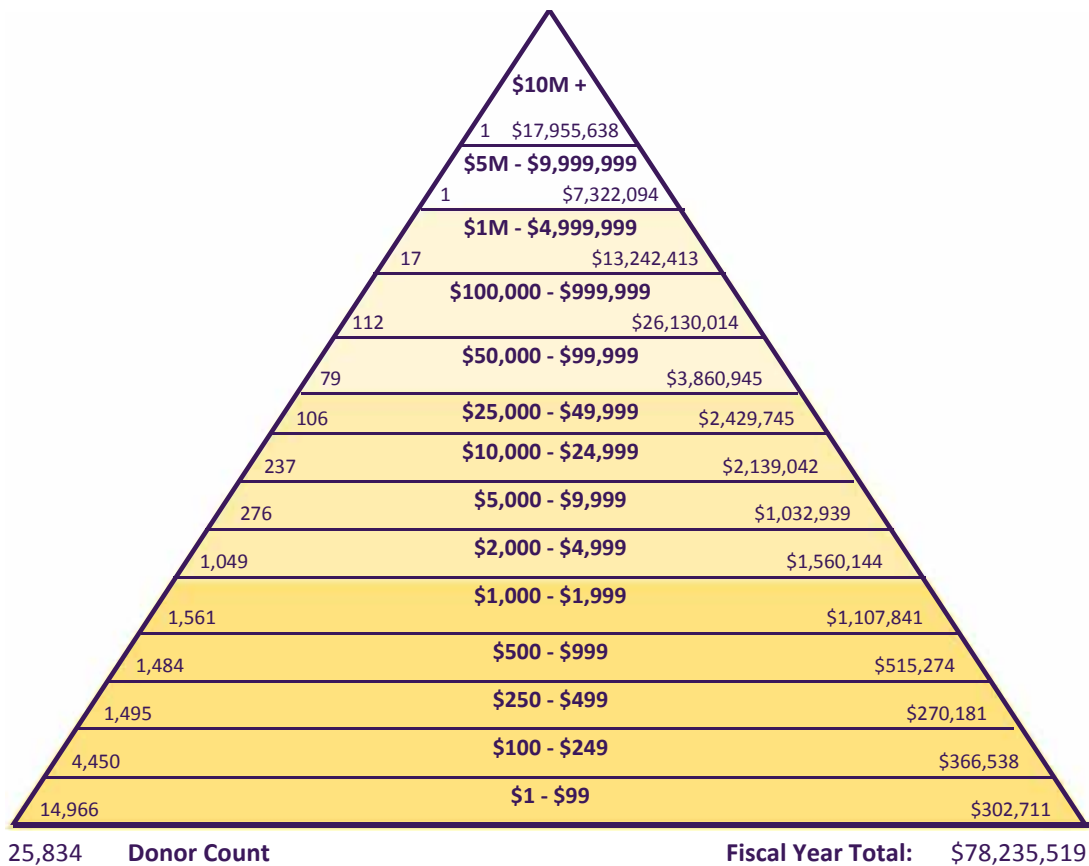 $10M +
1 $17,955,638
$5M - $9,999,999
1 $7,322,094
$1M - $4,999,999
17 $13,242,413
$100,000 - $999,999
112 $26,130,014
$50,000 - $99,999
79 $3,860,945
106 $25,000 - $49,999 $2,429,745
$10,000 - $24,999
237 $2,139,042
$5,000 - $9,999
276 $1,032,939
$2,000 - $4,999
1,049 $1,560,144
$1,000 - $1,999
1,561 $1,107,841
$500 - $999
1,484 $515,274
$250 - $499
1,495 $270,181
$100 - $249
4,450 $366,538
$1 - $99
14,966 $302,711
25,834 Donor Count Fiscal Year Total: $78,235,519